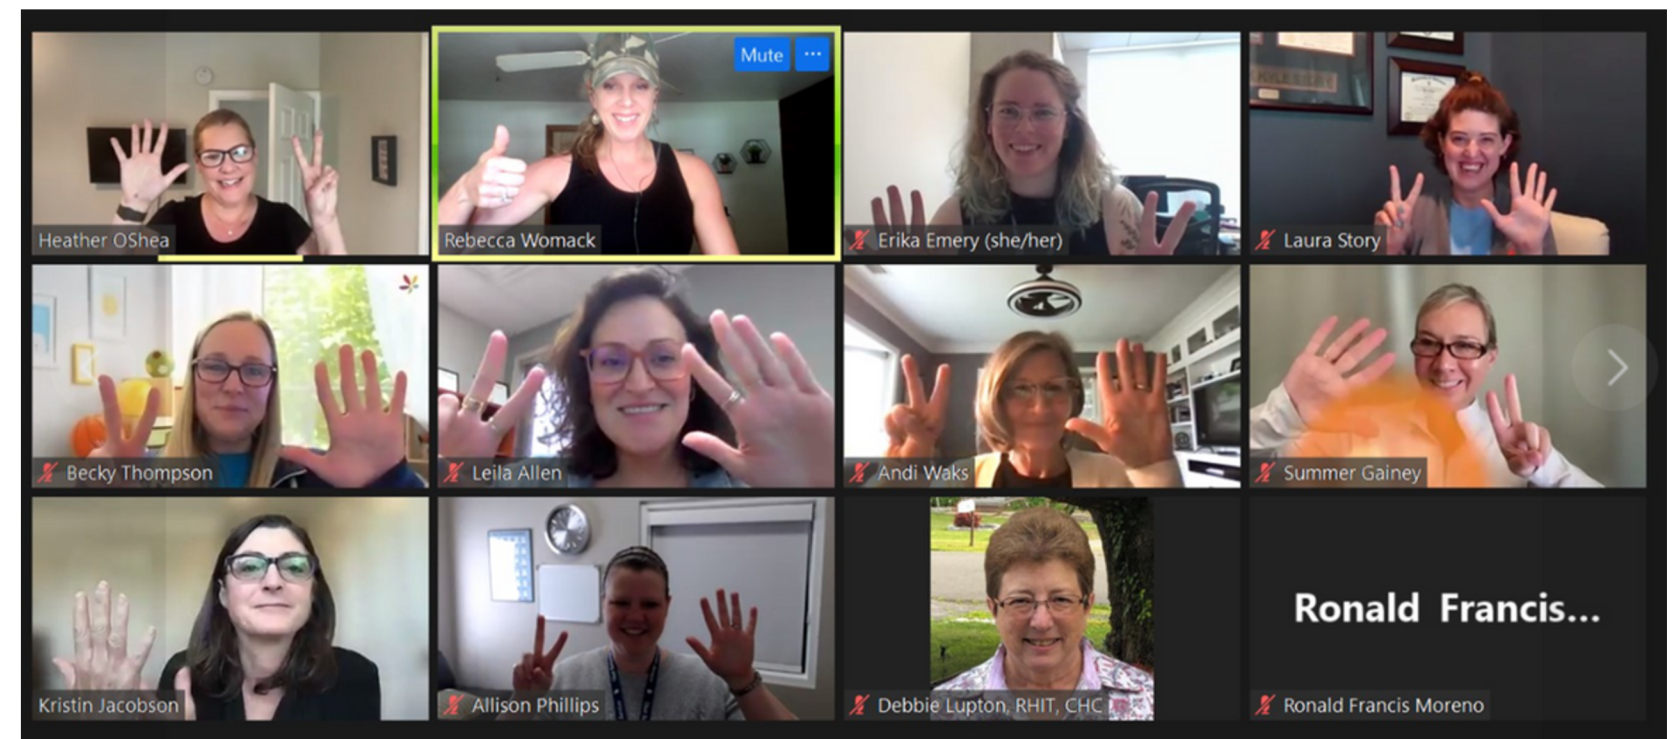 Mute ...
Heather OShea
Rebecca Womack
Erika Emery (she/her)
Laura Story
Becky Thompson
Leila Allen
Andi Waks
Summer Gainey
Ronald Francis...
Kristin Jacobson
Allison Phillips
Debbie Lupton, RHIT, CHC
Ronald Francis Moreno